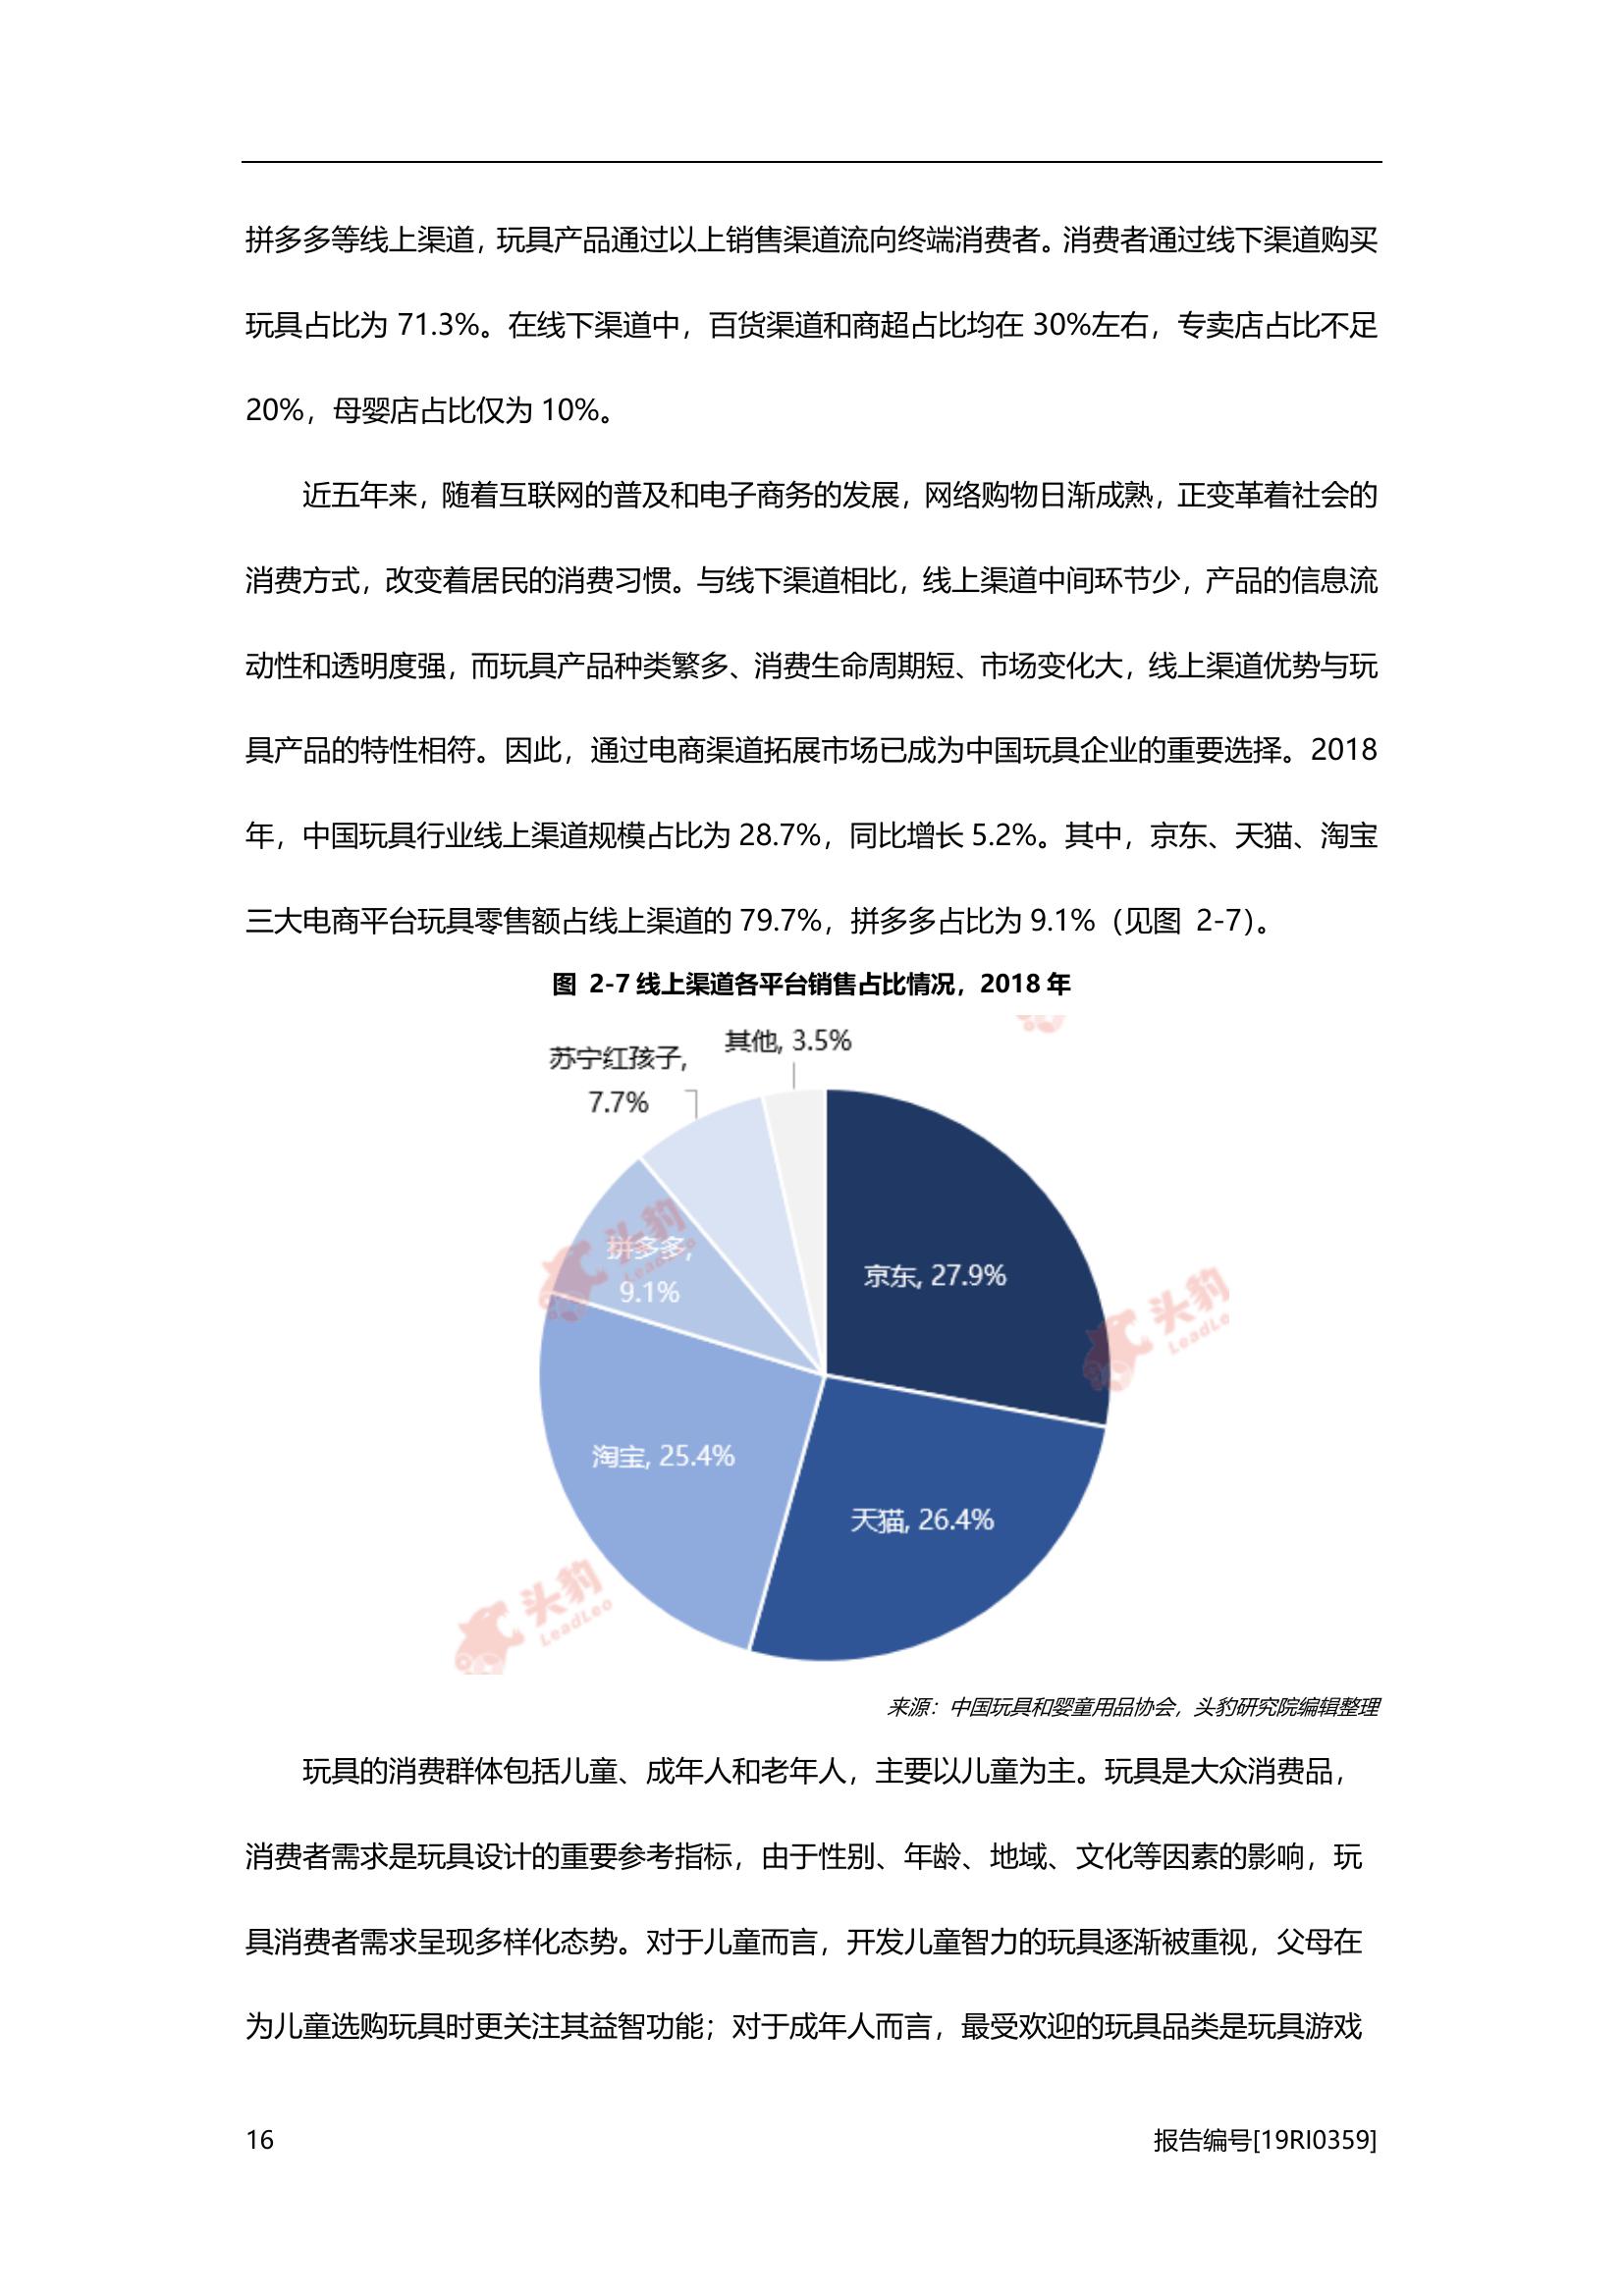 拼多多等线上渠道，玩具产品通过以上销售渠道流向终端消费者。消费者通过线下渠道购买
玩具占比为 71.3%。在线下渠道中，百货渠道和商超占比均在 30%左右，专卖店占比不足
20%，母婴店占比仅为 10%。
近五年来，随着互联网的普及和电子商务的发展，网络购物日渐成熟，正变革着社会的
消费方式，改变着居民的消费习惯。与线下渠道相比，线上渠道中间环节少，产品的信息流
动性和透明度强，而玩具产品种类繁多、消费生命周期短、市场变化大，线上渠道优势与玩
具产品的特性相符。因此，通过电商渠道拓展市场已成为中国玩具企业的重要选择。2018
年，中国玩具行业线上渠道规模占比为 28.7%，同比增长 5.2%。其中，京东、天猫、淘宝
三大电商平台玩具零售额占线上渠道的 79.7%，拼多多占比为 9.1%（见图 2-7）。
图 2-7 线上渠道各平台销售占比情况，2018 年
其他, 3.5%
苏宁红孩子,
7.7%
拼多多,
9.1%
京东, 27.9%
淘宝, 25.4%
天猫, 26.4%
头豹
LeadLeo
头豹
LeadLe
头豹
LeadLeo
来源：中国玩具和婴童用品协会，头豹研究院编辑整理
玩具的消费群体包括儿童、成年人和老年人，主要以儿童为主。玩具是大众消费品，
消费者需求是玩具设计的重要参考指标，由于性别、年龄、地域、文化等因素的影响，玩
具消费者需求呈现多样化态势。对于儿童而言，开发儿童智力的玩具逐渐被重视，父母在
为儿童选购玩具时更关注其益智功能；对于成年人而言，最受欢迎的玩具品类是玩具游戏
16
报告编号[19RI0359]